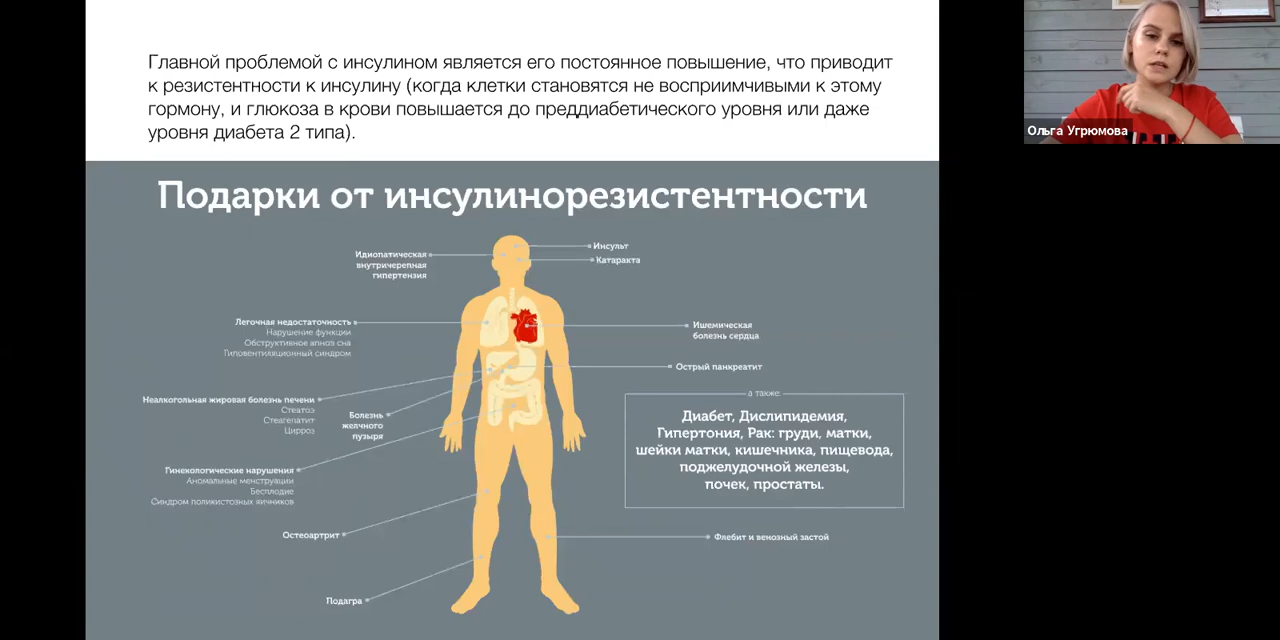 Главной проблемой с инсулином является его постоянное повышение, что приводит
к резистентности к инсулину (когда клетки становятся не восприимчивыми к этому
гормону, и глюкоза в крови повышается до преддиабетического уровня или даже
уровня диабета 2 типа).
Ольга Угрюмова
Подарки от инсулинорезистентности
Идиопатическая
внутричерепная
гипертензия
Инсульт
Катаракта
Легочная недостаточность
Нарушение функции
Обструктивное апноэ сна
Гиповентиляционный синдром
Ишемическая
болезнь сердца
Острый панкреатит
Неалкогольная жировая болезнь печени
Стеатоз
Стеагепатит
Цирроз
Болезнь
желчного
пузыря
а также:
Диабет, Дислипидемия,
Гипертония, Рак: груди, матки,
шейки матки, кишечника, пищевода,
поджелудочной железы,
почек, простаты.
Гинекологические нарушения
Аномальные менструации
Бесплодие
Синдром поликистозных яичников
Остеоартрит
Флебит и венозный застой
Подагра